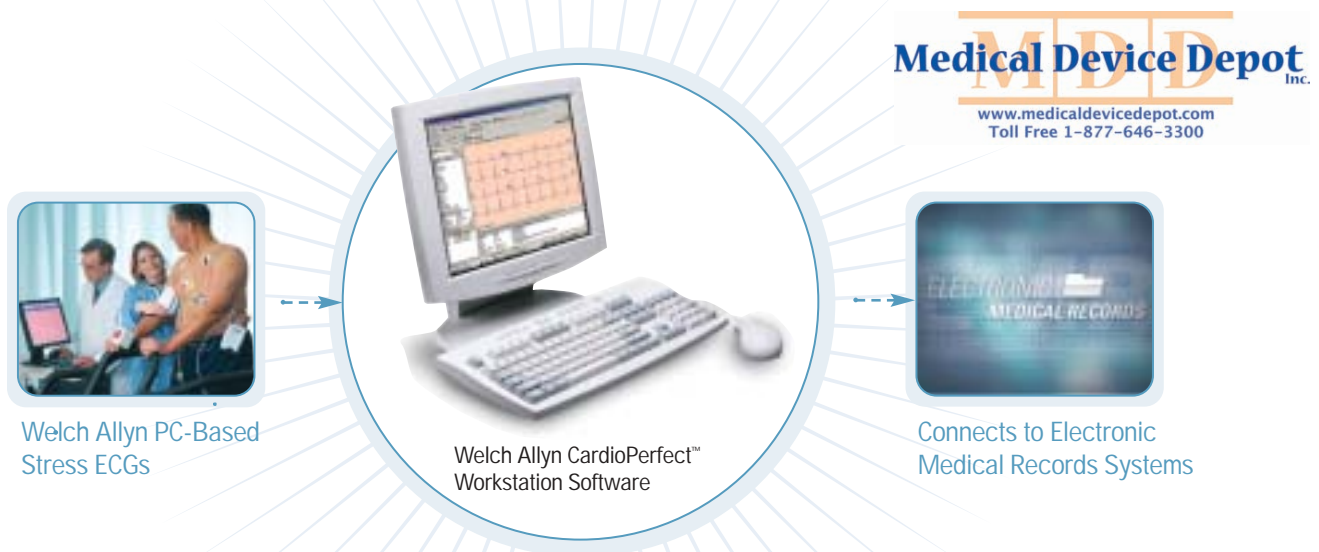 Medical Device Depot
Inc.
MDD
www.medicaldevicedepot.com
Toll Free 1-877-646-3300
ELECTRONIC
MEDICAL RECORDS
Welch Allyn PC-Based
Stress ECGs
Welch Allyn CardioPerfect™
Workstation Software
Connects to Electronic
Medical Records Systems